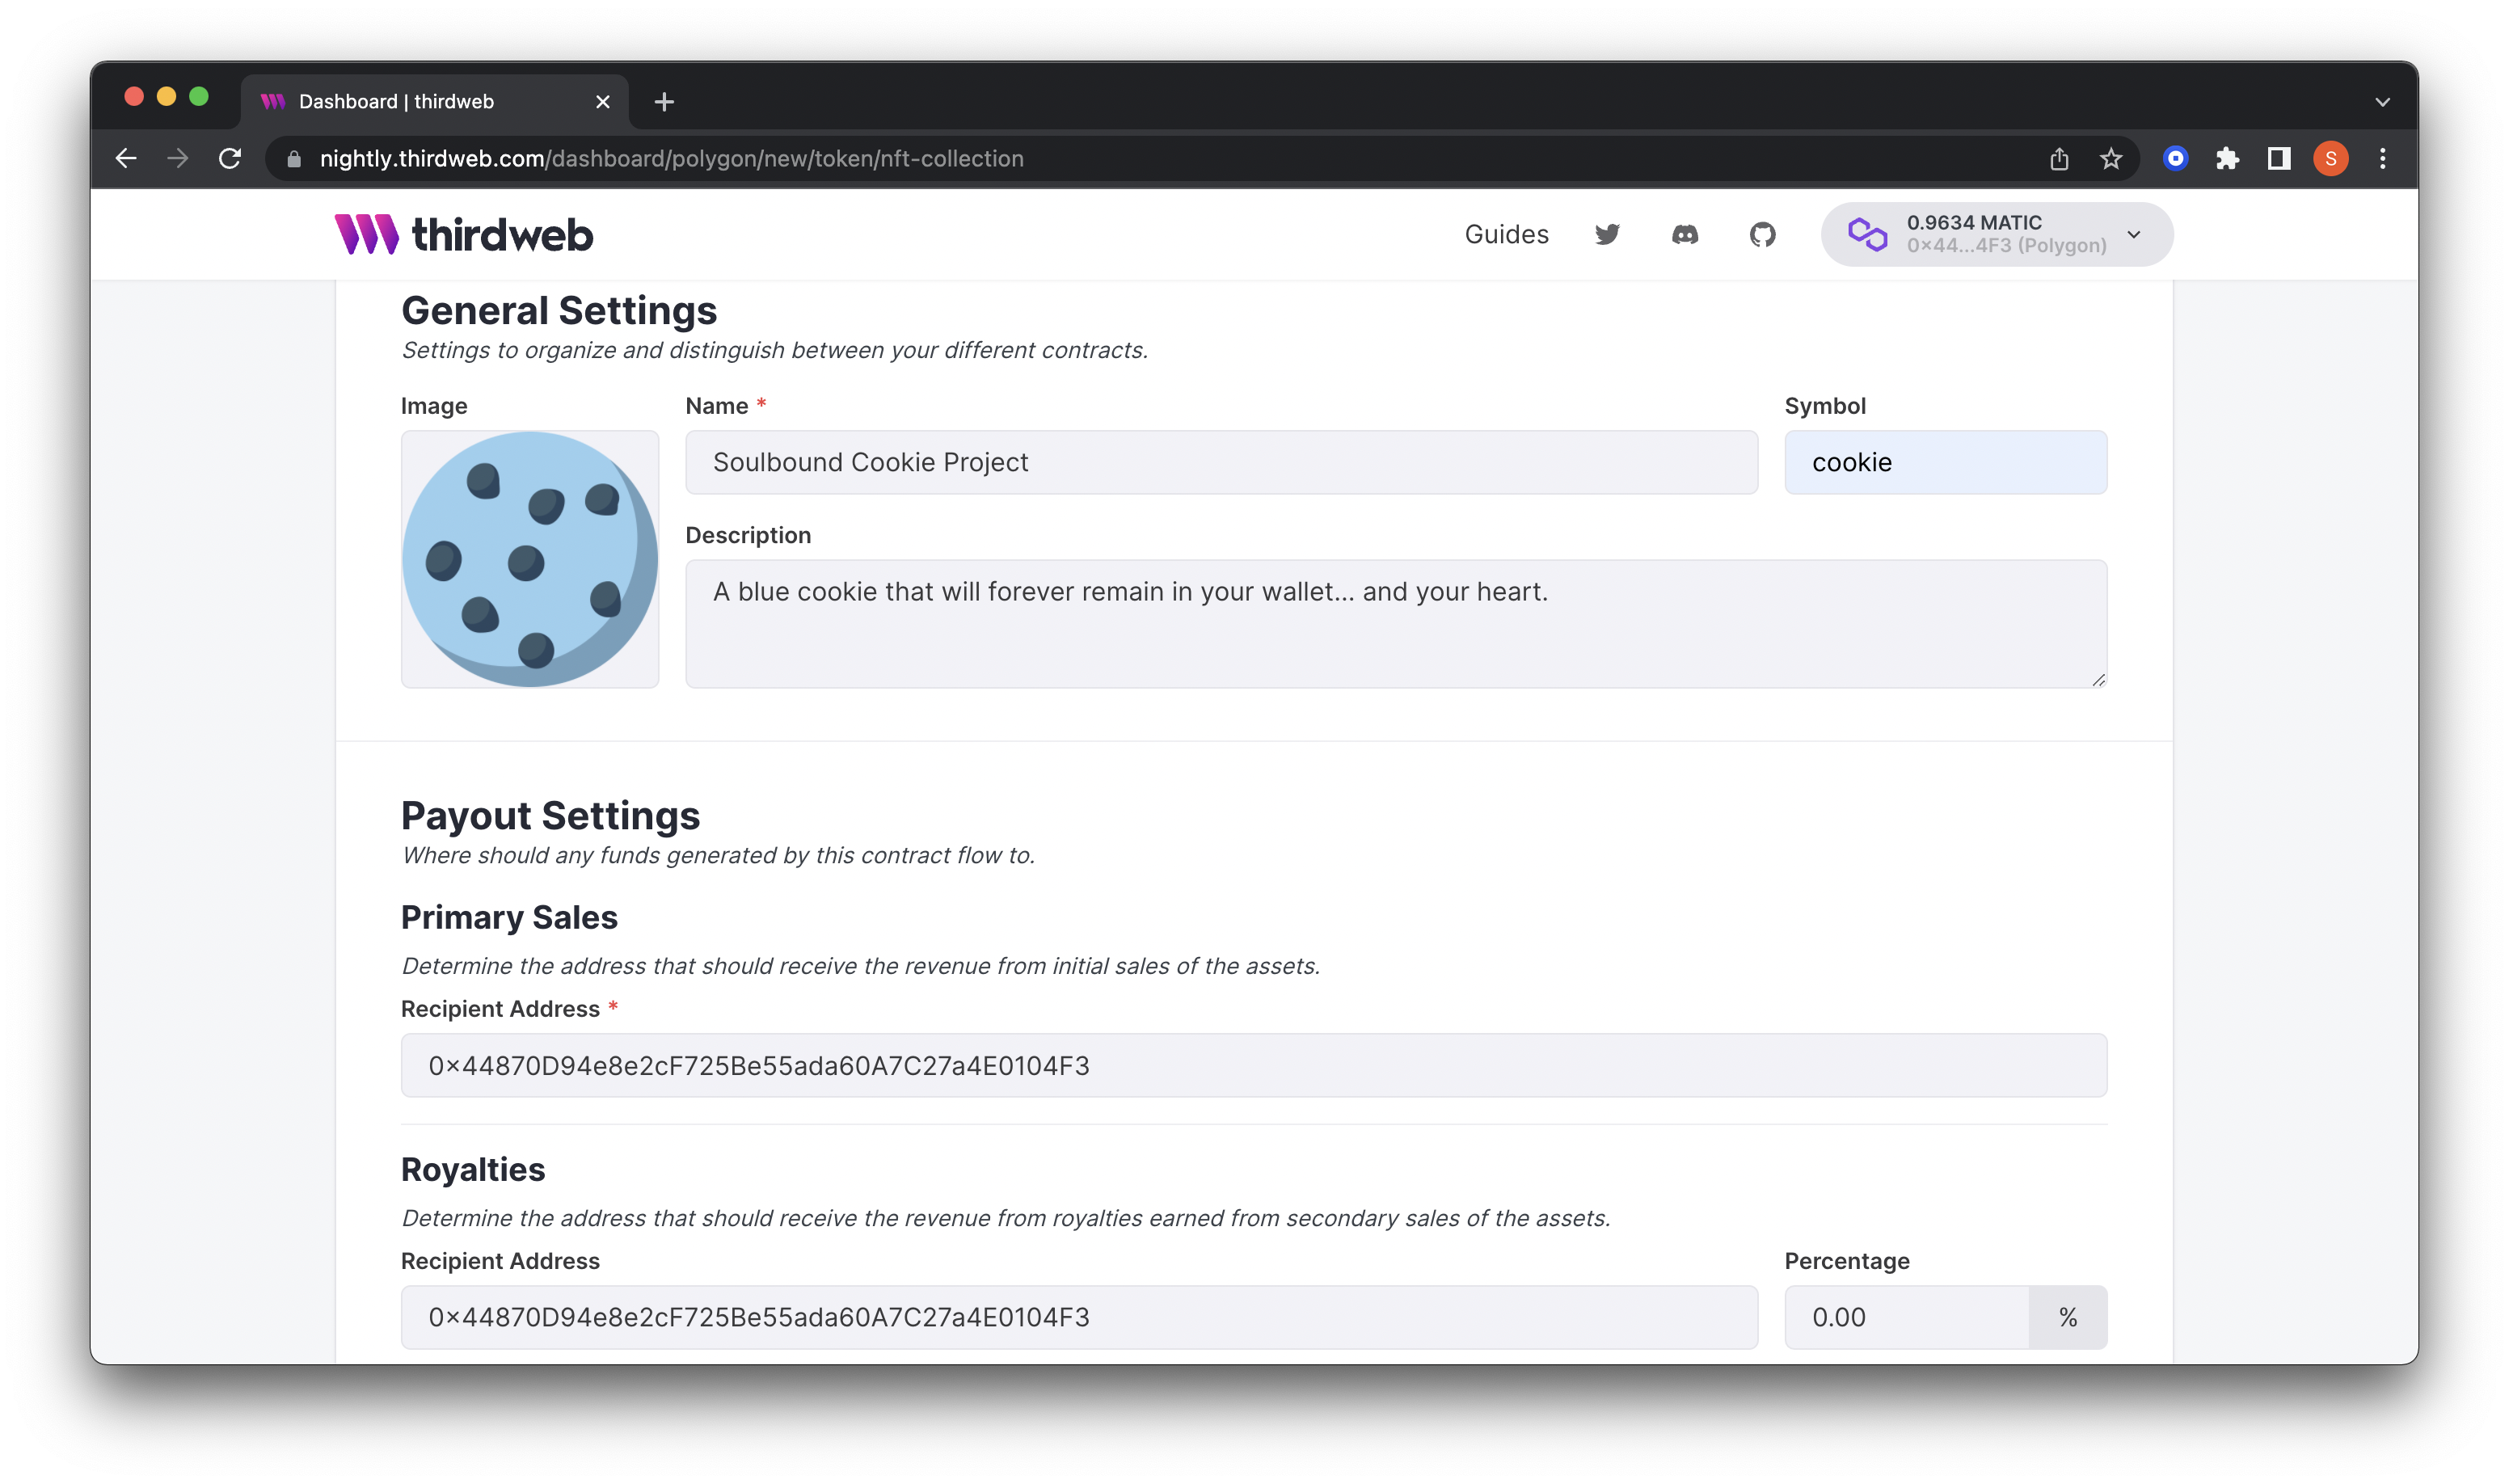 Dashboard | thirdweb
nightly.thirdweb.com/dashboard/polygon/new/token/nft-collection
S
thirdweb
Guides
0.9634 MATIC
0x44...4F3 (Polygon)
General Settings
Settings to organize and distinguish between your different contracts.
Image
Name *
Symbol
Soulbound Cookie Project
cookie
Description
A blue cookie that will forever remain in your wallet... and your heart.
Payout Settings
Where should any funds generated by this contract flow to.
Primary Sales
Determine the address that should receive the revenue from initial sales of the assets.
Recipient Address *
0x44870D94e8e2cF725Be55ada60A7C27a4E0104F3
Royalties
Determine the address that should receive the revenue from royalties earned from secondary sales of the assets.
Recipient Address
Percentage
0x44870D94e8e2cF725Be55ada60A7C27a4E0104F3
0.00
%